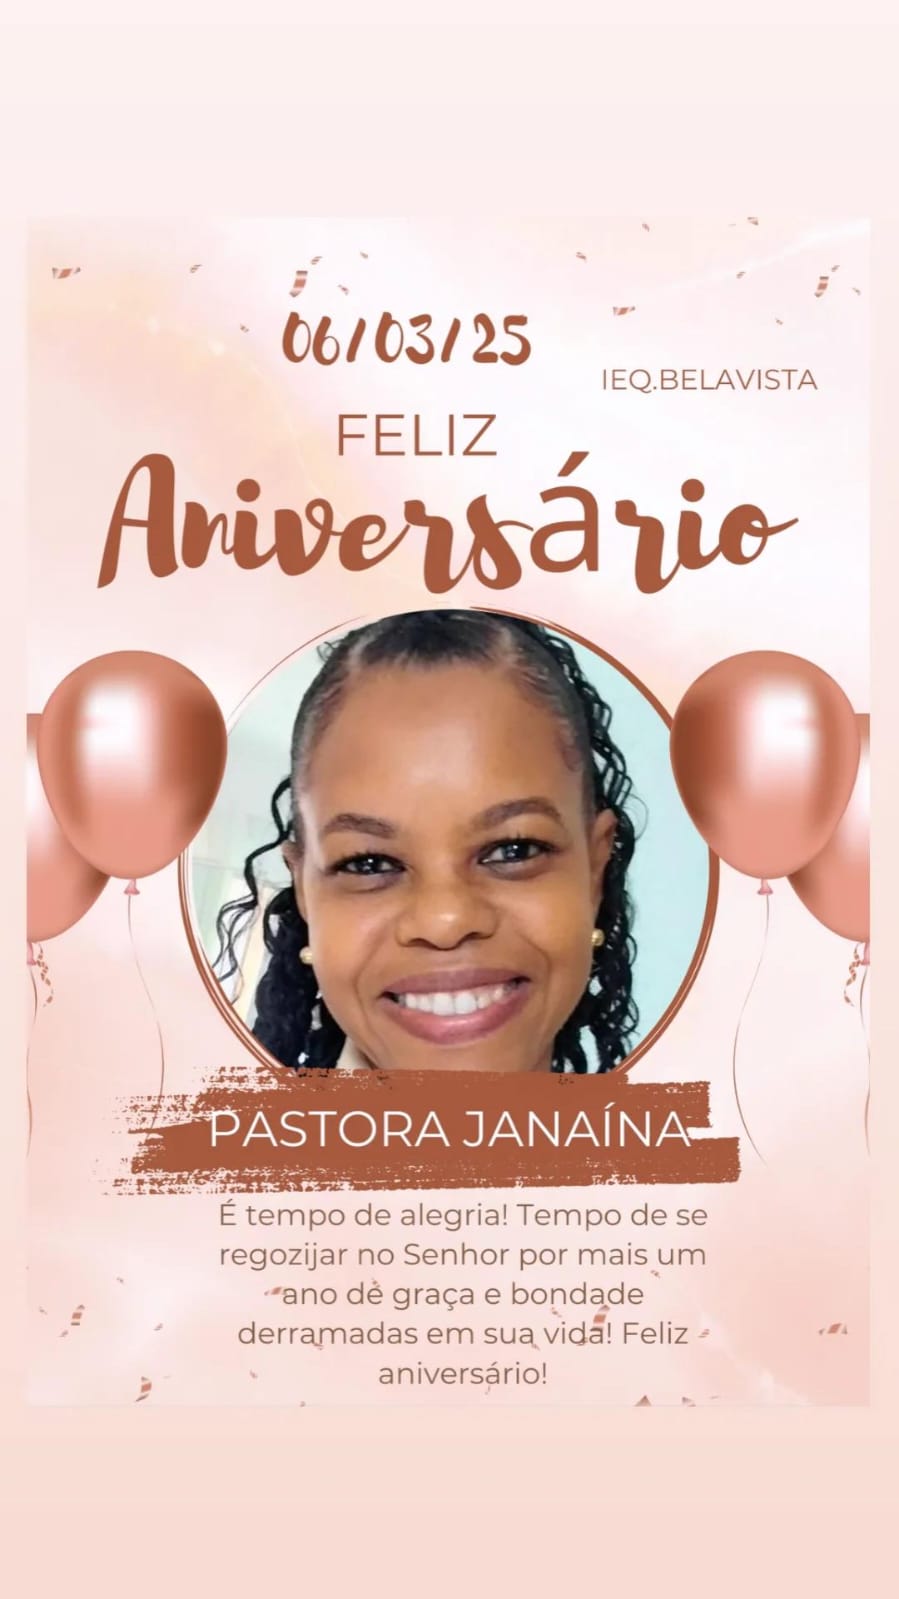 06/03/25
IEQ.BELAVISTA
FELIZ
Aniversário
PASTORA JANAÍNA
É tempo de alegria! Tempo de se
regozijar no Senhor por mais um
ano de graça e bondade
derramadas em sua vida! Feliz
aniversário!